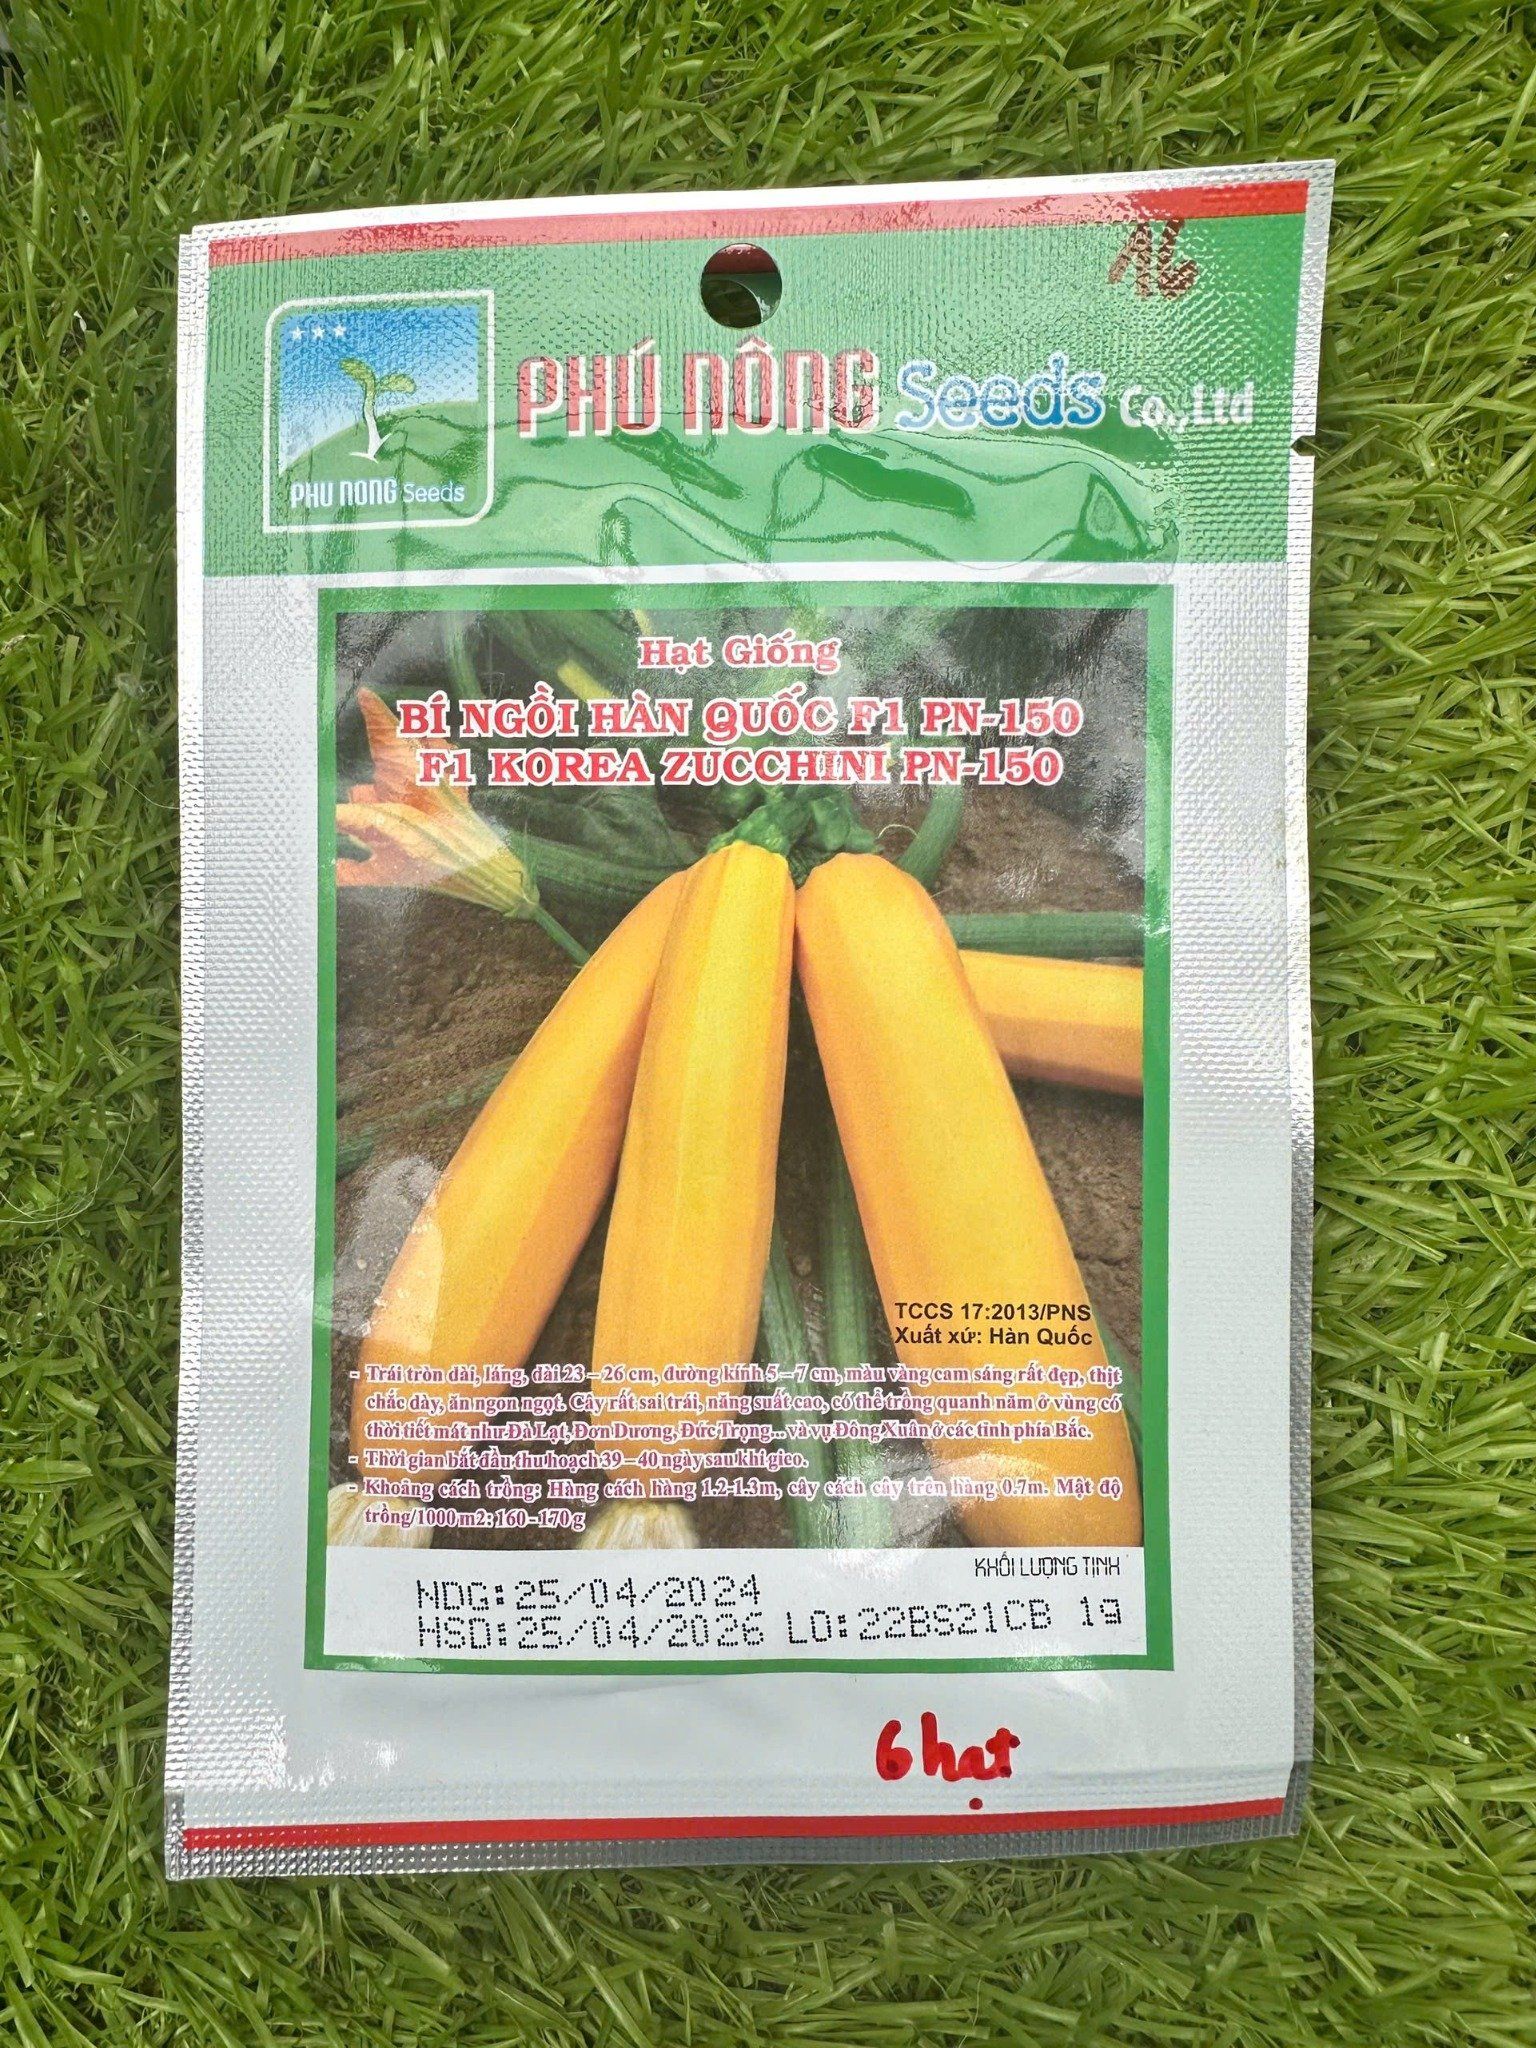 PHÚ NÔNG Seeds Co.,Ltd
PHU NONG Seeds
Hạt Giống
BÍ NGỒI HÀN QUỐC F1 PN-150
F1 KOREA ZUCCHINI PN-150
TCCS 17:2013/PNS
Xuất xứ: Hàn Quốc
- Trái tròn dài, láng, dài 23 – 26 cm, đường kính 5 – 7 cm, màu vàng cam sáng rất đẹp, thịt
chắc dày, ăn ngon ngọt. Cây rất sai trái, năng suất cao, có thể trồng quanh năm ở vùng có
thời tiết mát như Đà Lạt, Đơn Dương, Đức Trọng... và vụ Đông Xuân ở các tỉnh phía Bắc.
- Thời gian bắt đầu thu hoạch 39 – 40 ngày sau khi gieo.
- Khoảng cách trồng: Hàng cách hàng 1.2-1.3m, cây cách cây trên hàng 0.7m. Mật độ
trồng/1000 m2: 160 - 170 g
KHỐI LƯỢNG TỊNH
NDG:25/04/2024
HSD:25/04/2026 LO:22BS21CB 1g
6 hạt